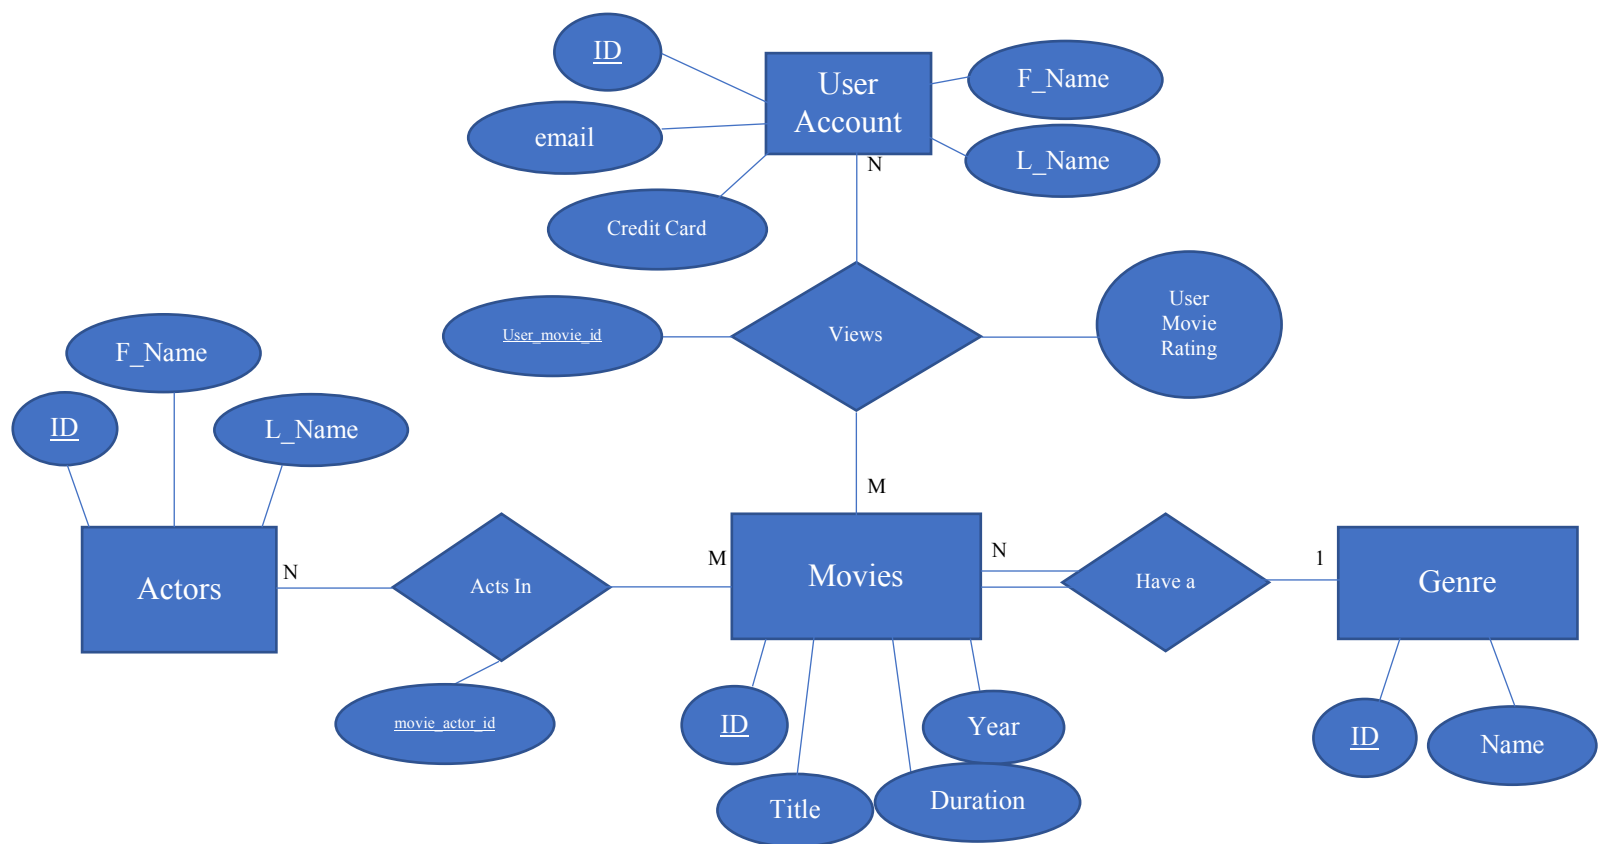 ID
User
Account
F_Name
email
L_Name
N
Credit Card
User_movie_id
Views
User
Movie
Rating
F_Name
ID
L_Name
M
Actors
N
Acts In
M
Movies
N
Have a
1
Genre
movie_actor_id
ID
Year
ID
Name
Title
Duration